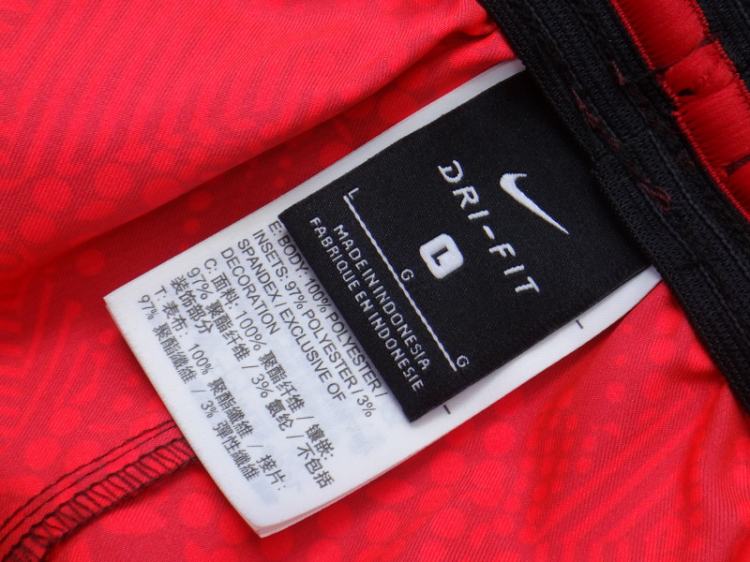 DRI-FIT
L
L G G
MADE IN INDONESIA
FABRIQUE EN INDONESIE
E: BODY: 100% POLYESTER /
INSETS: 97% POLYESTER / 3%
SPANDEX / EXCLUSIVE OF
DECORATION
C: 面料: 100% 聚酯纤维 / 镶嵌:
97% 聚酯纤维 / 3% 氨纶 / 不包括
装饰部分
T: 表布: 100% 聚酯纖維 / 接片:
97% 聚酯纖維 / 3% 彈性纖維